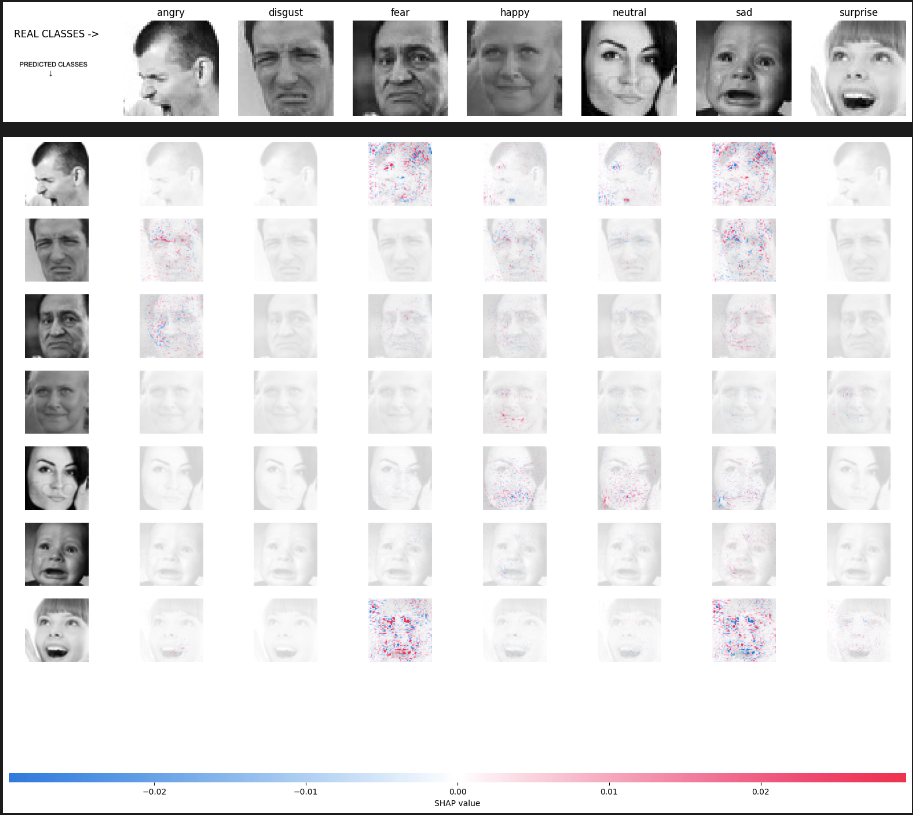 angry disgust fear happy neutral sad surprise
REAL CLASSES ->
PREDICTED CLASSES
↓
−0.02 −0.01 0.00 0.01 0.02
SHAP value